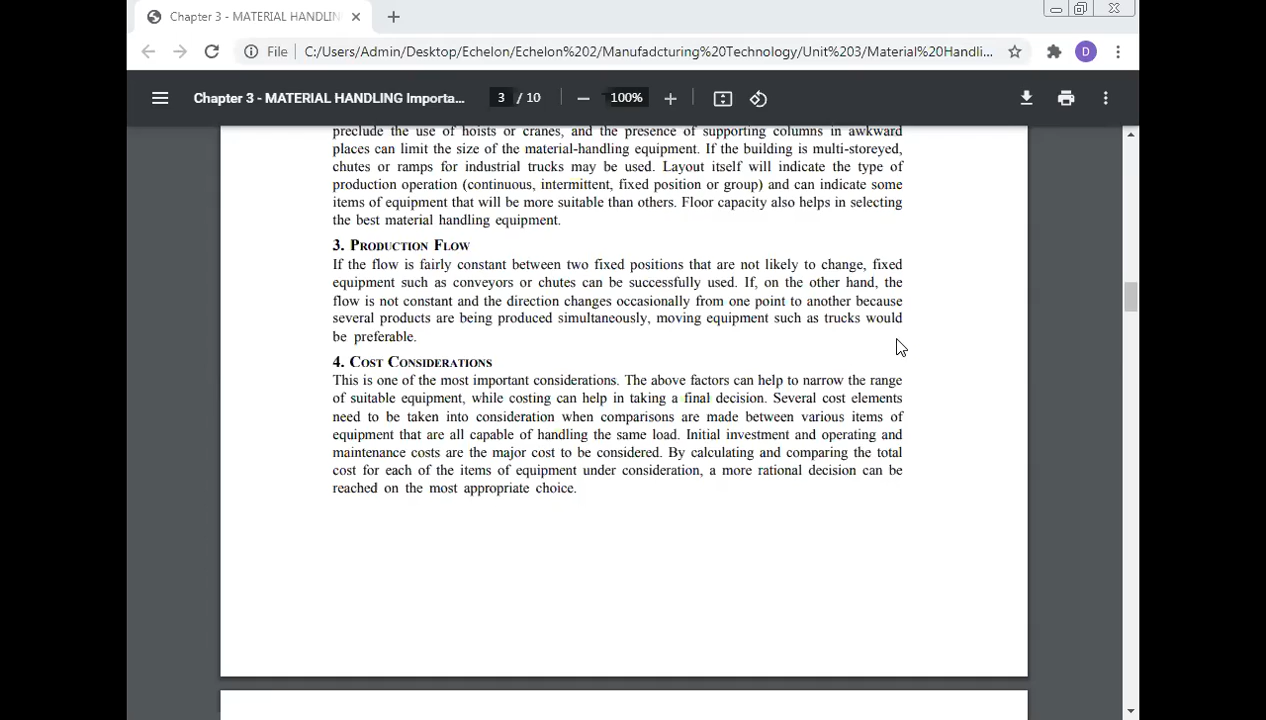 Chapter 3 - MATERIAL HANDLIN
File
C:/Users/Admin/Desktop/Echelon/Echelon%202/Manufadcturing%20Technology/Unit%203/Material%20Handli...
D
Chapter 3 - MATERIAL HANDLING Importa...
3 / 10
100%
preclude the use of hoists or cranes, and the presence of supporting columns in awkward
places can limit the size of the material-handling equipment. If the building is multi-storeyed,
chutes or ramps for industrial trucks may be used. Layout itself will indicate the type of
production operation (continuous, intermittent, fixed position or group) and can indicate some
items of equipment that will be more suitable than others. Floor capacity also helps in selecting
the best material handling equipment.
3. PRODUCTION FLOW
If the flow is fairly constant between two fixed positions that are not likely to change, fixed
equipment such as conveyors or chutes can be successfully used. If, on the other hand, the
flow is not constant and the direction changes occasionally from one point to another because
several products are being produced simultaneously, moving equipment such as trucks would
be preferable.
4. COST CONSIDERATIONS
This is one of the most important considerations. The above factors can help to narrow the range
of suitable equipment, while costing can help in taking a final decision. Several cost elements
need to be taken into consideration when comparisons are made between various items of
equipment that are all capable of handling the same load. Initial investment and operating and
maintenance costs are the major cost to be considered. By calculating and comparing the total
cost for each of the items of equipment under consideration, a more rational decision can be
reached on the most appropriate choice.